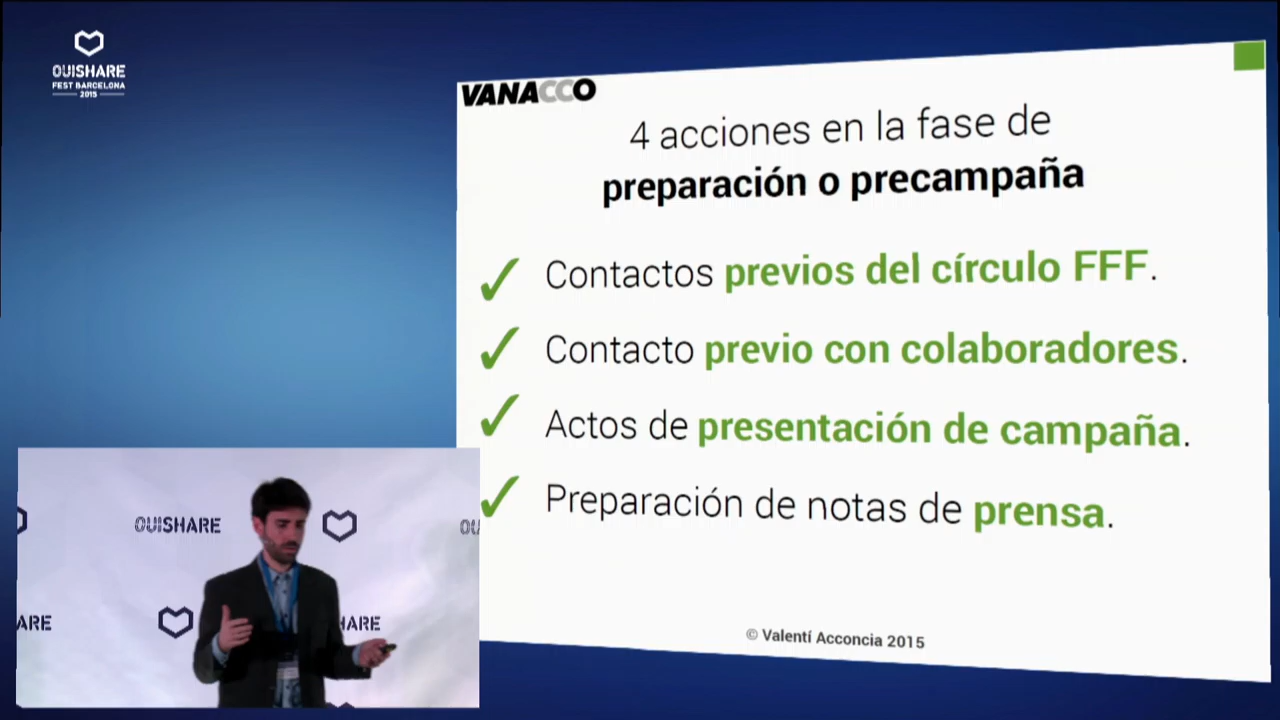 OUISHARE
FEST BARCELONA
2015
VANACCO
4 acciones en la fase de
preparación o precampaña
✓ Contactos previos del círculo FFF.
✓ Contacto previo con colaboradores.
✓ Actos de presentación de campaña.
✓ Preparación de notas de prensa.
© Valentí Acconcia 2015
OUISHARE
OU
ARE
HARE